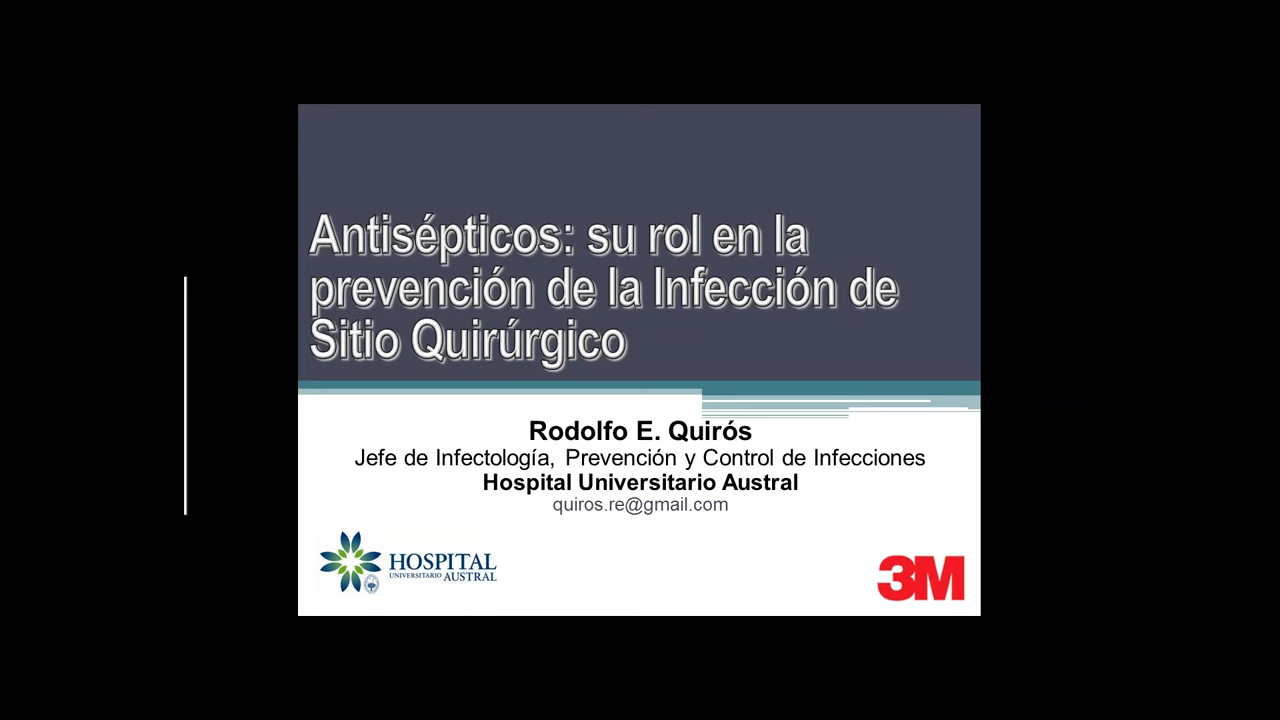 Antisépticos: su rol en la
prevención de la Infección de
Sitio Quirúrgico
Rodolfo E. Quirós
Jefe de Infectología, Prevención y Control de Infecciones
Hospital Universitario Austral
quiros.re@gmail.com
HOSPITAL
UNIVERSITARIO AUSTRAL
3M